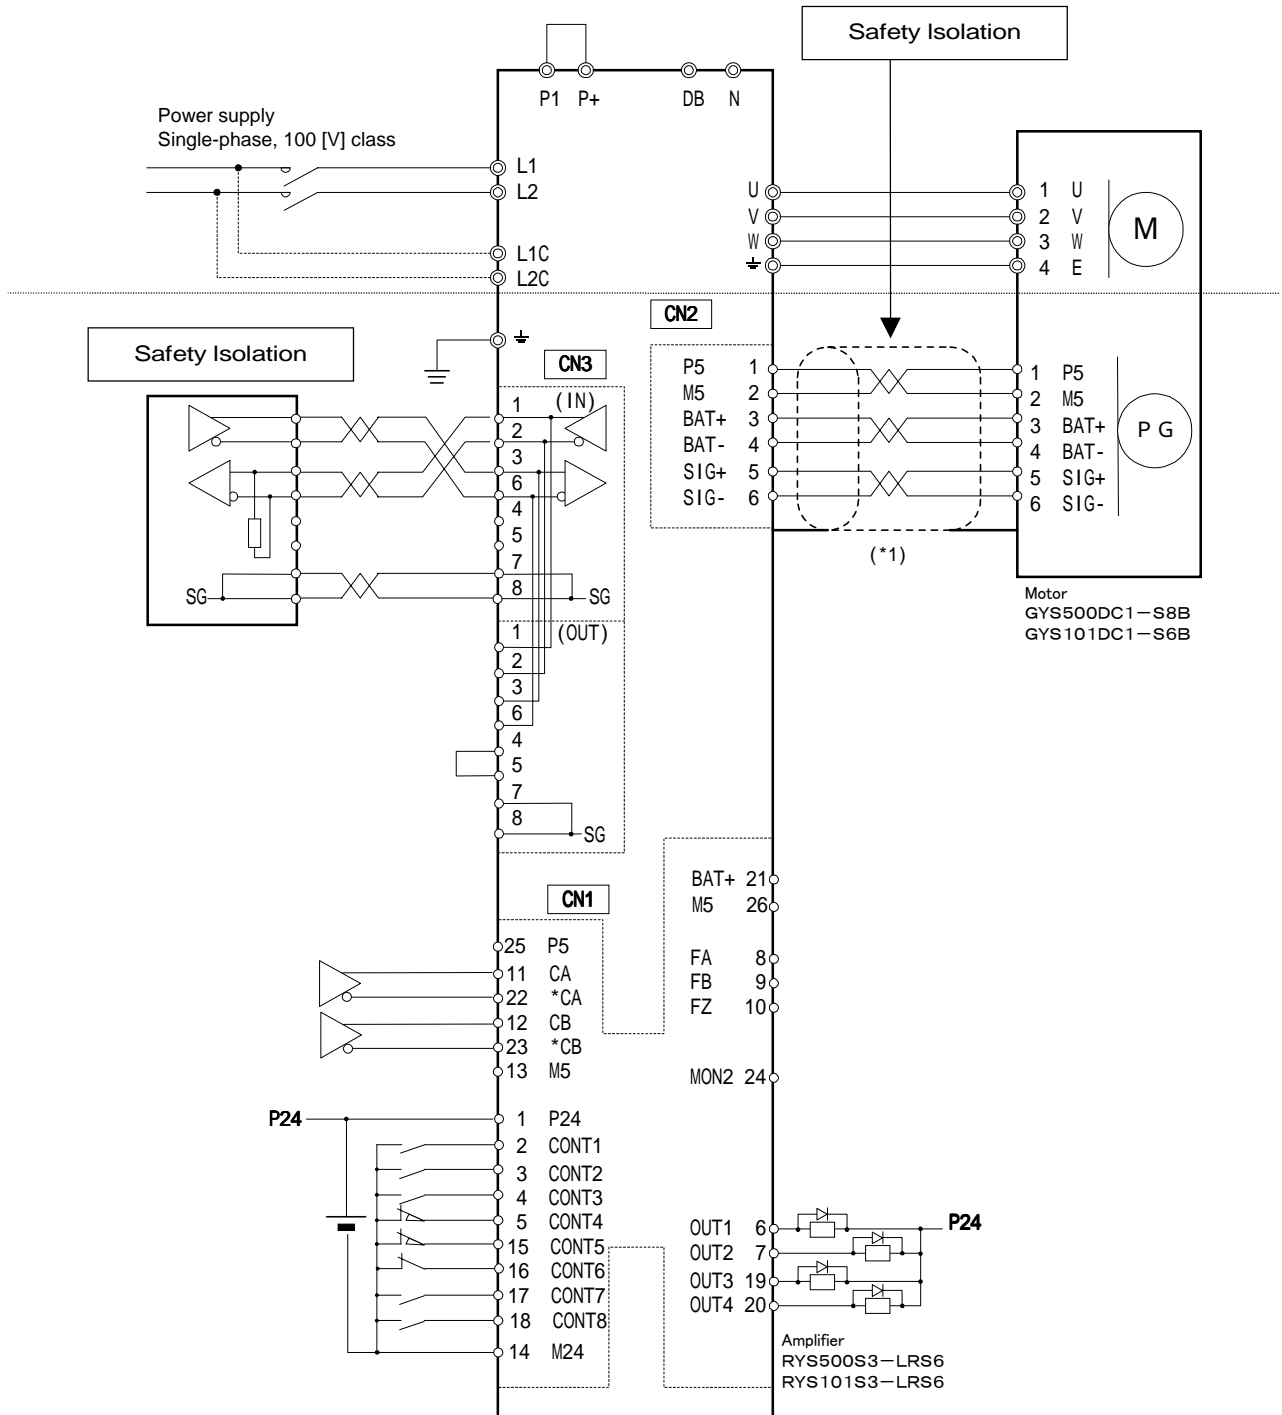 Safety Isolation
P1 P+ DB N
Power supply
Single-phase, 100 [V] class
L1
L2
L1C
L2C
U
V
W
1 U
2 V
3 W
4 E
M
Safety Isolation
CN2
P5 1
M5 2
BAT+ 3
BAT- 4
SIG+ 5
SIG- 6
1 P5
2 M5
3 BAT+
4 BAT-
5 SIG+
6 SIG-
PG
(*1)
Motor
GYS500DC1-S8B
GYS101DC1-S6B
CN3
1 (IN)
2
3
6
4
5
7
8 SG
SG
1 (OUT)
2
3
6
4
5
7
8
SG
CN1
25 P5
11 CA
22 *CA
12 CB
23 *CB
13 M5
P24
1 P24
2 CONT1
3 CONT2
4 CONT3
5 CONT4
15 CONT5
16 CONT6
17 CONT7
18 CONT8
14 M24
BAT+ 21
M5 26
FA 8
FB 9
FZ 10
MON2 24
OUT1 6
OUT2 7
OUT3 19
OUT4 20
P24
Amplifier
RYS500S3-LRS6
RYS101S3-LRS6